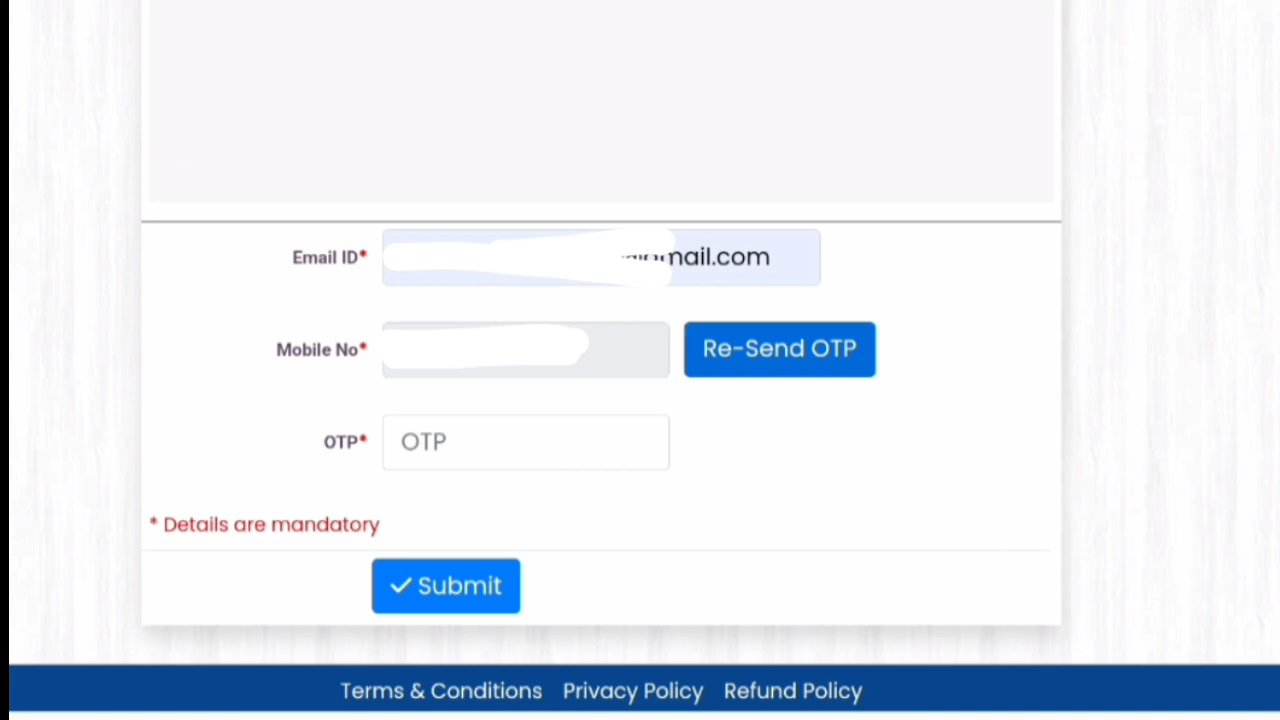 Email ID* mail.com
Mobile No* Re-Send OTP
OTP* OTP
* Details are mandatory
Submit
Terms & Conditions Privacy Policy Refund Policy